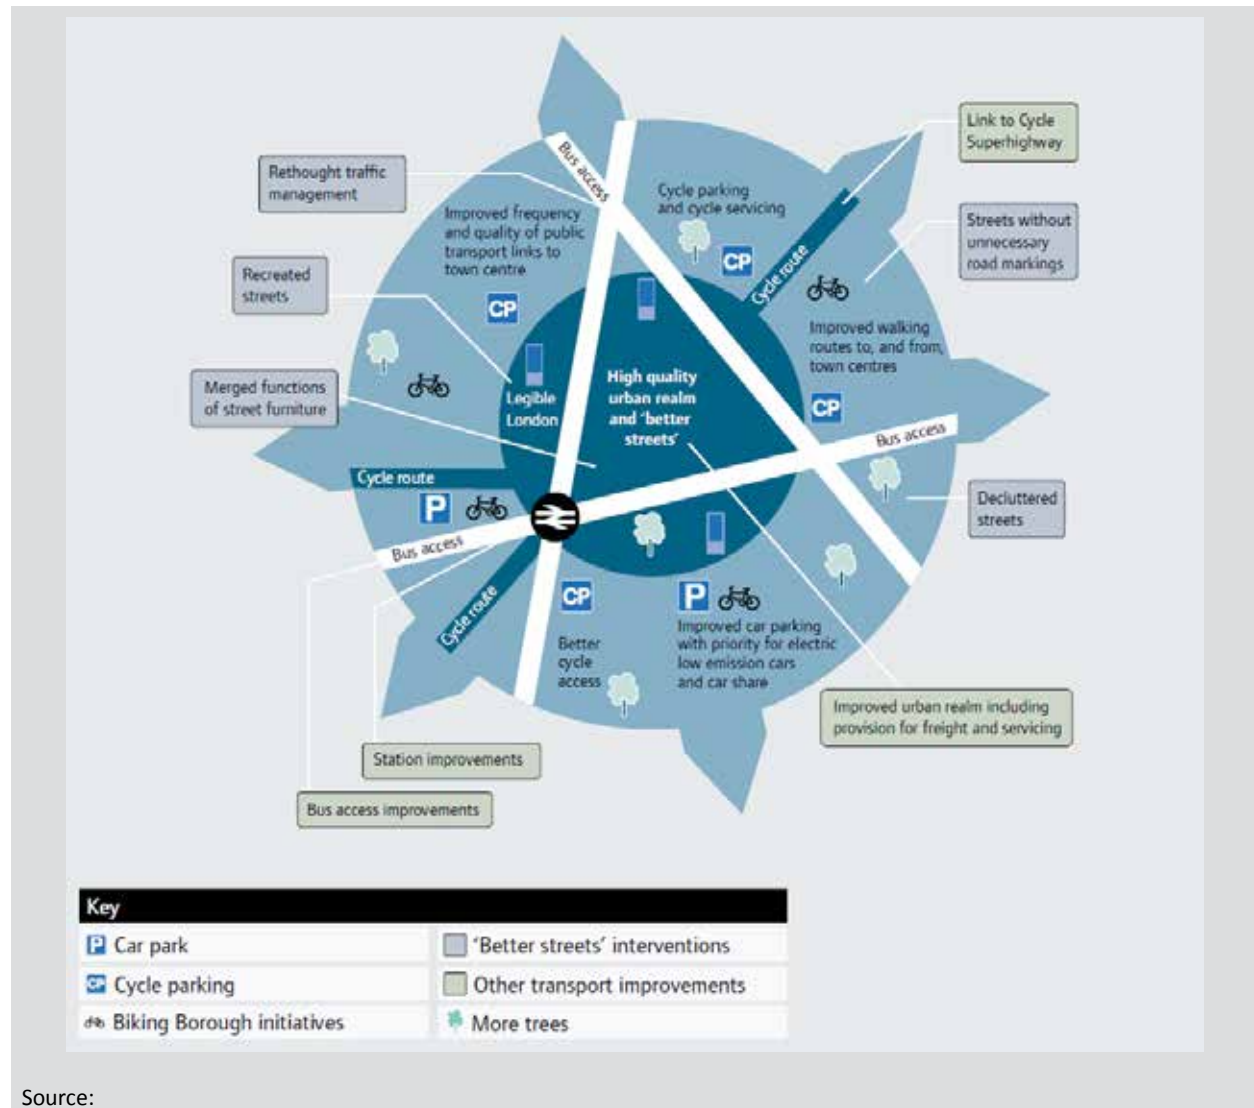 Bus access
Link to Cycle
Superhighway
Rethought traffic
management
Cycle parking
and cycle servicing
Improved frequency
and quality of public
transport links to
town centre
Streets without
unnecessary
road markings
CP
Cycle route
Recreated
streets
CP
Improved walking
routes to, and from,
town centres
Merged functions
of street furniture
Legible
London
High quality
urban realm
and 'better
streets'
CP
Bus access
Cycle route
P
Decluttered
streets
Bus access
Cycle route
CP
P
Better
cycle
access
Improved car parking
with priority for electric
low emission cars
and car share
Improved urban realm including
provision for freight and servicing
Station improvements
Bus access improvements
Key
P Car park
'Better streets' interventions
CP Cycle parking
Other transport improvements
Biking Borough initiatives
More trees
Source: